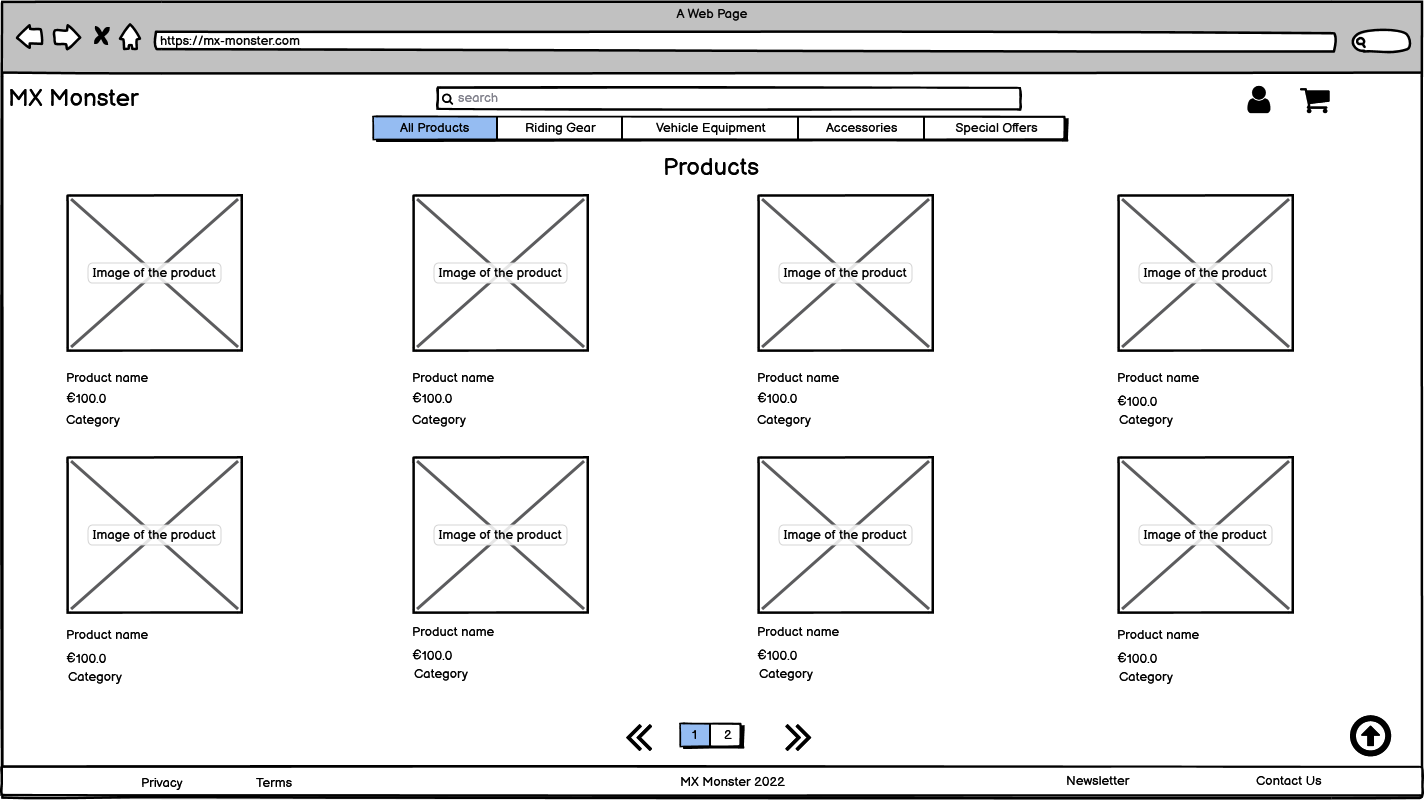 A Web Page
https://mx-monster.com
MX Monster
search
All Products Riding Gear Vehicle Equipment Accessories Special Offers
Products
Image of the product Image of the product Image of the product Image of the product
Product name Product name Product name Product name
€100.0 €100.0 €100.0 €100.0
Category Category Category Category
Image of the product Image of the product Image of the product Image of the product
Product name Product name Product name Product name
€100.0 €100.0 €100.0 €100.0
Category Category Category Category
1 2
Privacy Terms MX Monster 2022 Newsletter Contact Us